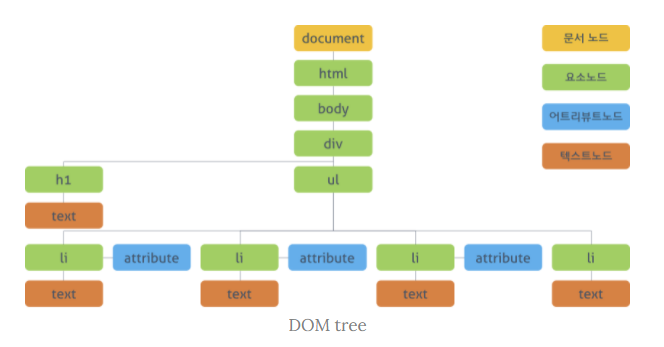 document
문서 노드
html
요소노드
body
어트리뷰트노드
div
텍스트노드
h1
ul
text
li
attribute
li
attribute
li
attribute
li
text
text
text
text
DOM tree